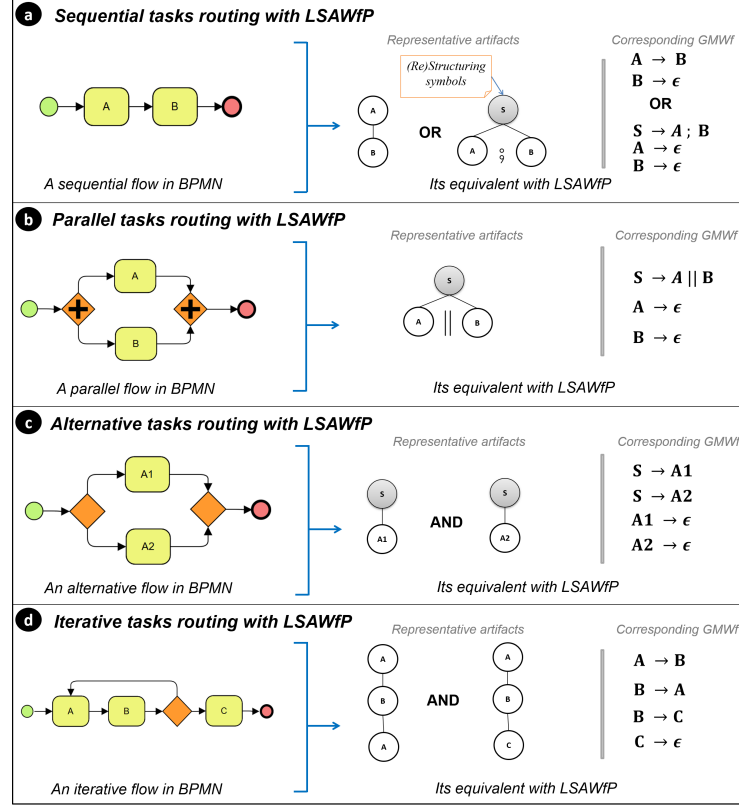 a Sequential tasks routing with LSAWfP
Representative artifacts
Corresponding GMWf
(Re)Structuring
symbols
A B
A
B
OR
S
A ; B
A → B
B → ϵ
OR
S → A ; B
A → ϵ
B → ϵ
A sequential flow in BPMN
Its equivalent with LSAWfP
b Parallel tasks routing with LSAWfP
Representative artifacts
Corresponding GMWf
A
B
S
A || B
S → A || B
A → ϵ
B → ϵ
A parallel flow in BPMN
Its equivalent with LSAWfP
c Alternative tasks routing with LSAWfP
Representative artifacts
Corresponding GMWf
A1
A2
S
A1
AND
S
A2
S → A1
S → A2
A1 → ϵ
A2 → ϵ
An alternative flow in BPMN
Its equivalent with LSAWfP
d Iterative tasks routing with LSAWfP
Representative artifacts
Corresponding GMWf
A B C
A
B
A
AND
A
B
C
A → B
B → A
B → C
C → ϵ
An iterative flow in BPMN
Its equivalent with LSAWfP